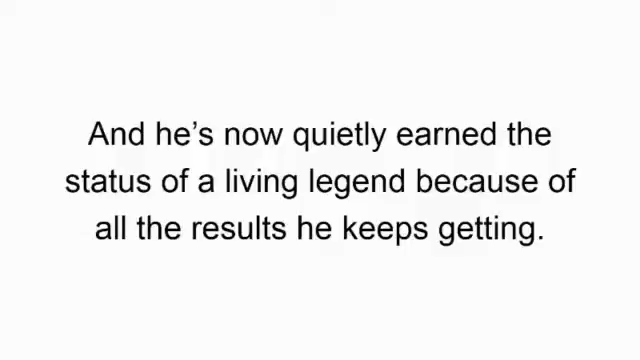 And he’s now quietly earned the
status of a living legend because of
all the results he keeps getting.